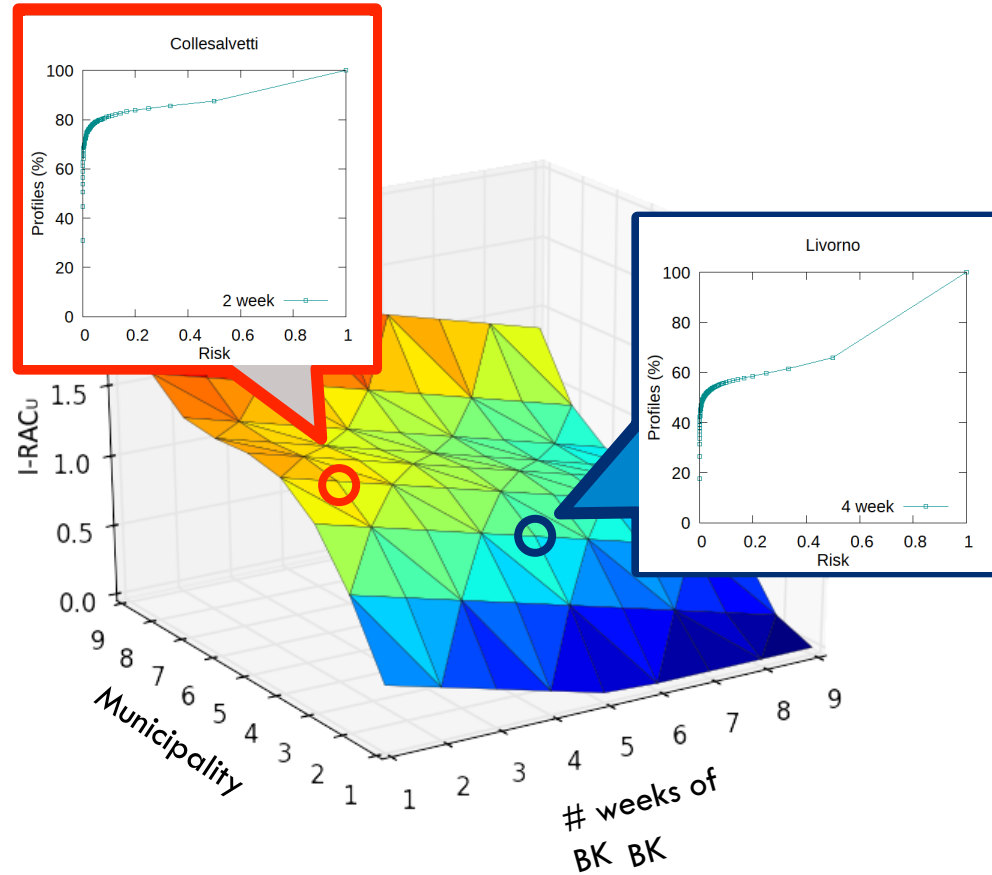 Collesalvetti
100
80
60
40
20
0
Profiles (%)
2 week
0 0.2 0.4 0.6 0.8 1
Risk
Livorno
100
80
60
40
20
0
Profiles (%)
4 week
0 0.2 0.4 0.6 0.8 1
Risk
I-RACU
1.5
1.0
0.5
0.0
9 8 7 6 5 4 3 2 1
Municipality
1 2 3 4 5 6 7 8 9
# weeks of
BK BK